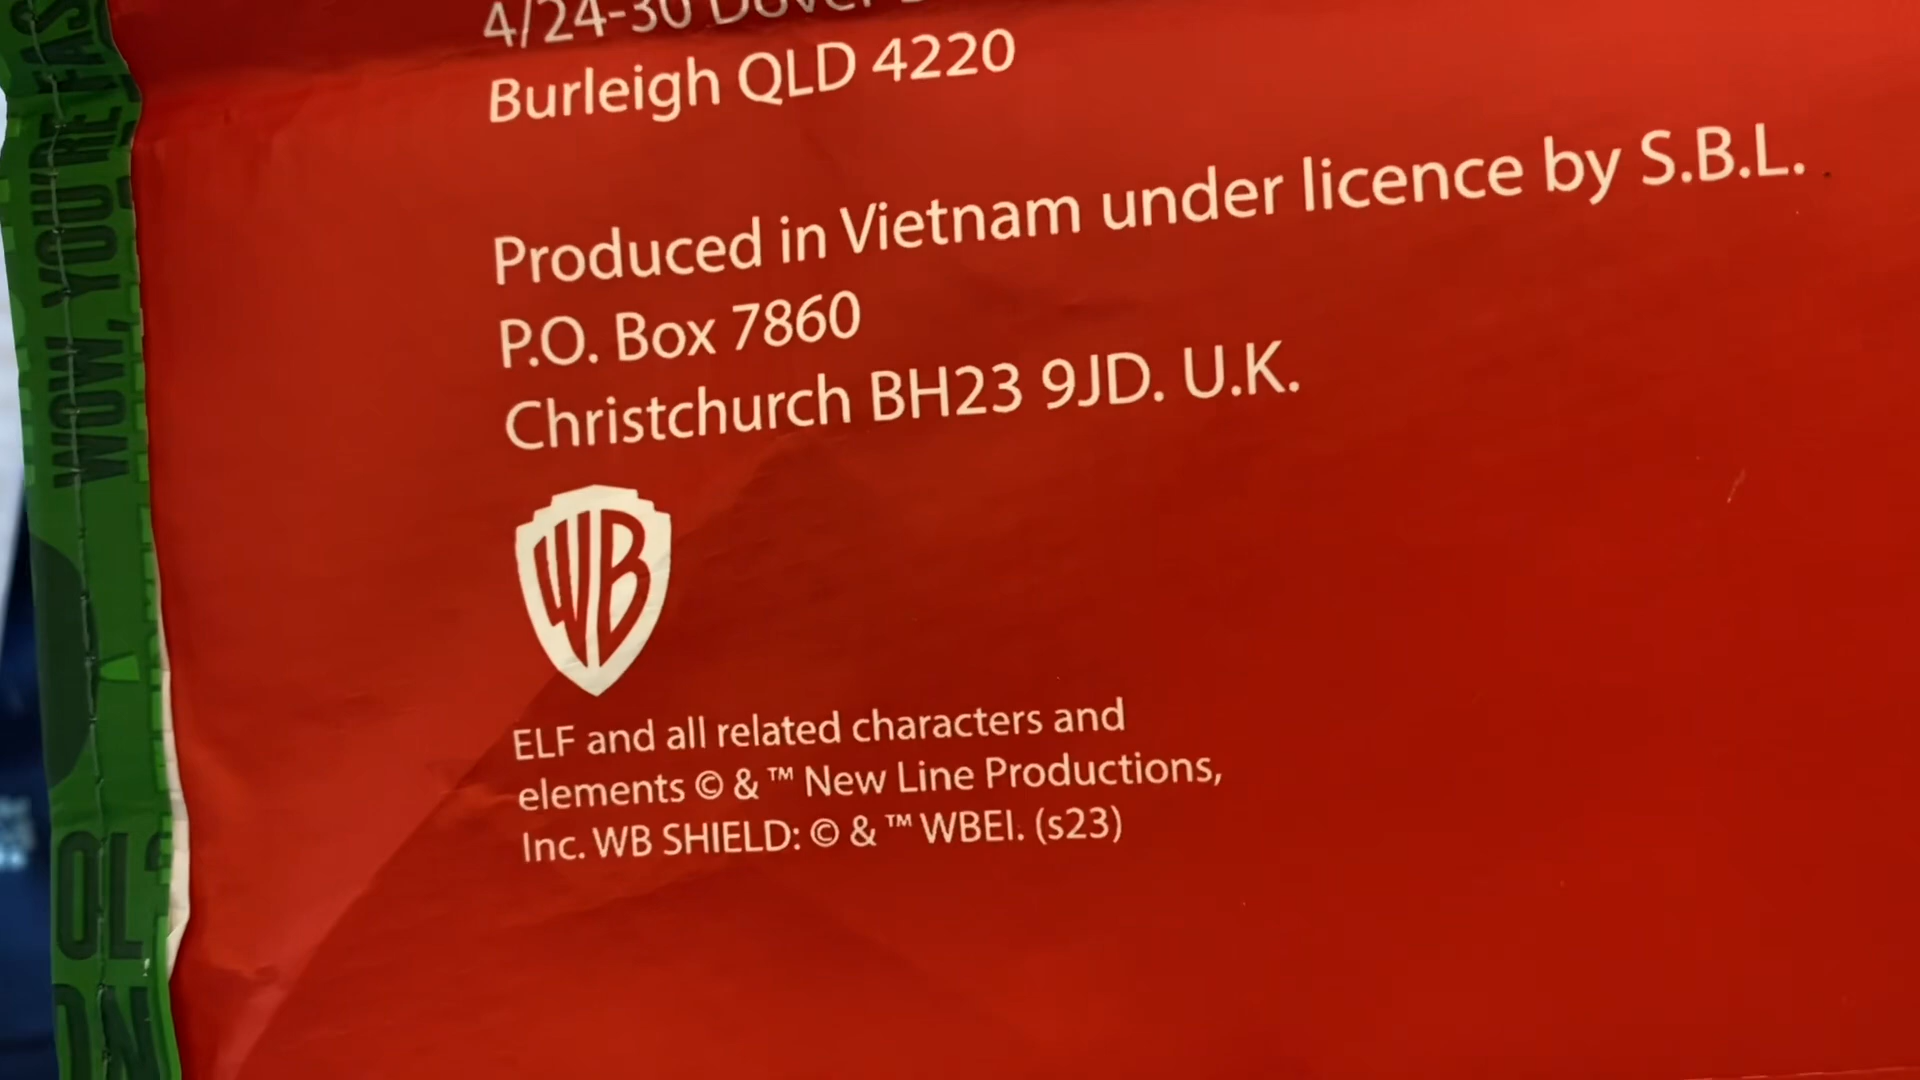 4/24-30 Dover
Burleigh QLD 4220
Produced in Vietnam under licence by S.B.L.
P.O. Box 7860
Christchurch BH23 9JD. U.K.
WB
ELF and all related characters and
elements © & ™ New Line Productions,
Inc. WB SHIELD: © & ™ WBEI. (s23)
WOW, YOU'RE FAS